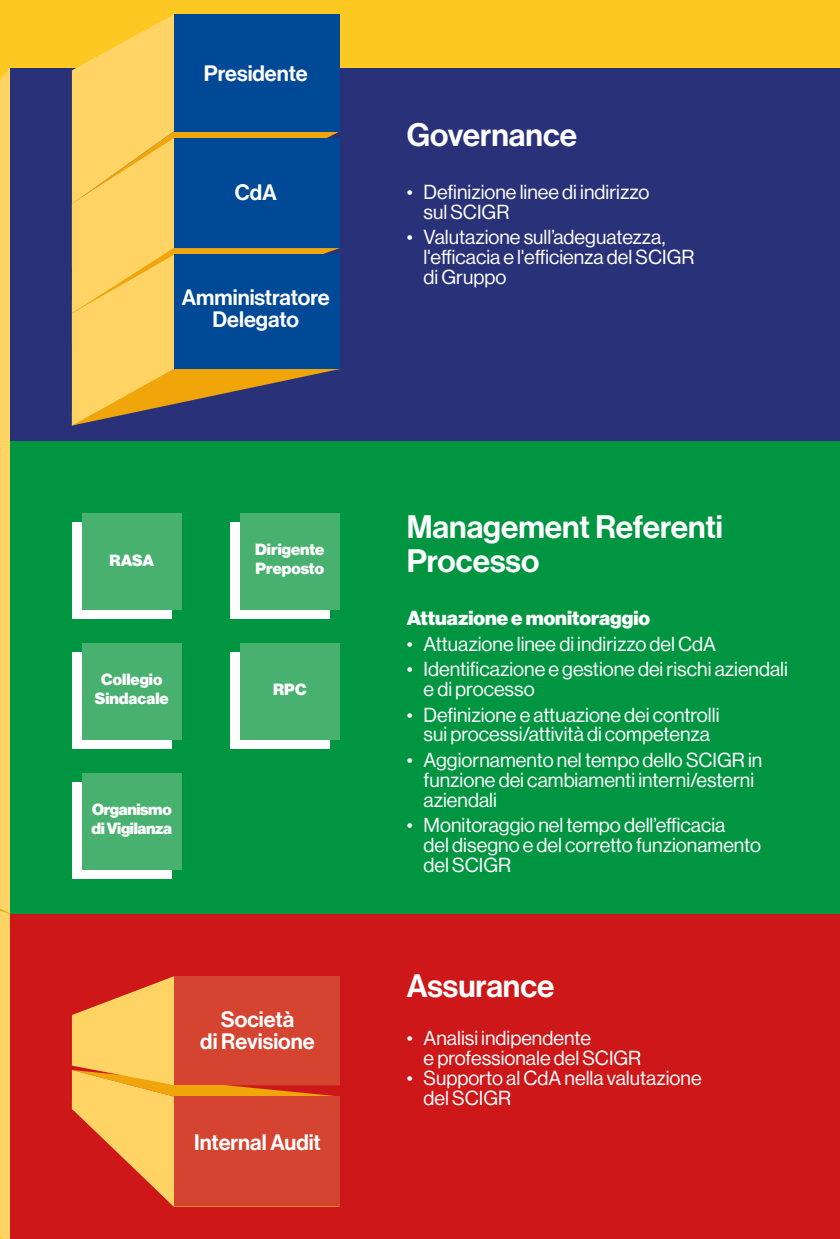 Presidente
CdA
Amministratore
Delegato
Governance
• Definizione linee di indirizzo
sul SCIGR
• Valutazione sull'adeguatezza,
l'efficacia e l'efficienza del SCIGR
di Gruppo
RASA
Dirigente
Preposto
Collegio
Sindacale
RPC
Organismo
di Vigilanza
Management Referenti
Processo
Attuazione e monitoraggio
• Attuazione linee di indirizzo del CdA
• Identificazione e gestione dei rischi aziendali
e di processo
• Definizione e attuazione dei controlli
sui processi/attività di competenza
• Aggiornamento nel tempo dello SCIGR in
funzione dei cambiamenti interni/esterni
aziendali
• Monitoraggio nel tempo dell'efficacia
del disegno e del corretto funzionamento
del SCIGR
Società
di Revisione
Internal Audit
Assurance
• Analisi indipendente
e professionale del SCIGR
• Supporto al CdA nella valutazione
del SCIGR